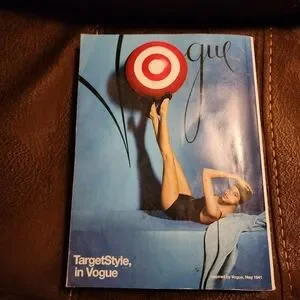 Vogue
TargetStyle,
in Vogue
Inspired by Vogue, May 1941